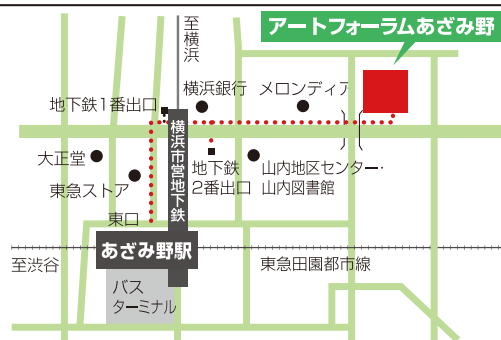 至横浜
アートフォーラムあざみ野
横浜銀行
メロンディア
地下鉄1番出口
横浜市営地下鉄
大正堂
東急ストア
地下鉄
2番出口
山内地区センター・
山内図書館
東口
あざみ野駅
至渋谷
東急田園都市線
バス
ターミナル